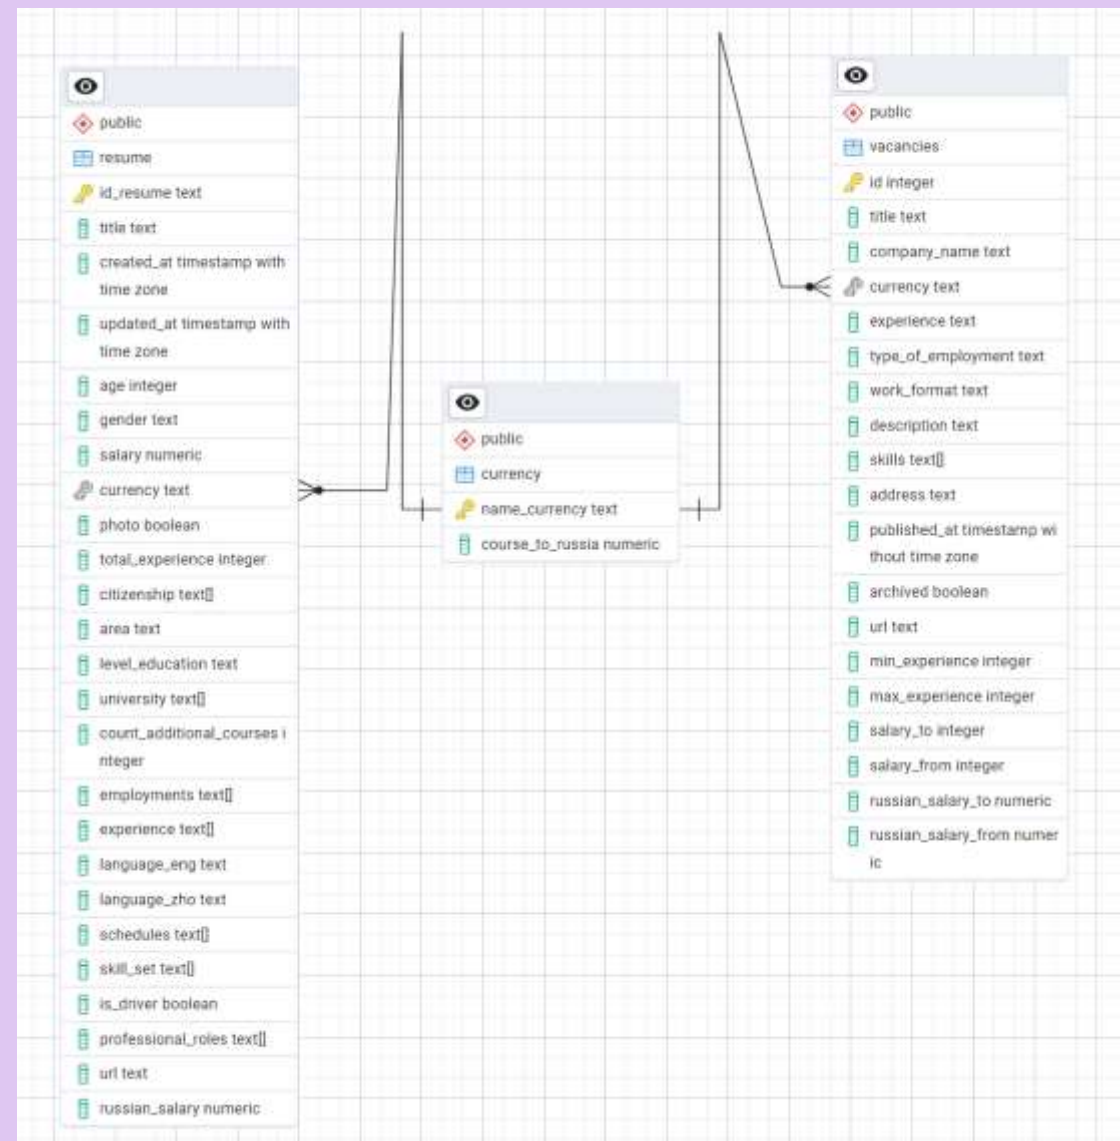 public
resume
id_resume text
title text
created_at timestamp with
time zone
updated_at timestamp with
time zone
age integer
gender text
salary numeric
currency text
photo boolean
total_experience integer
citizenship text[]
area text
level_education text
university text[]
count_additional_courses i
nteger
employments text[]
experience text[]
language_eng text
language_zho text
schedules text[]
skill_set text[]
is_driver boolean
professional_roles text[]
url text
russian_salary numeric
public
currency
name_currency text
course_to_russia numeric
public
vacancies
id integer
title text
company_name text
currency text
experience text
type_of_employment text
work_format text
description text
skills text[]
address text
published_at timestamp wi
thout time zone
archived boolean
url text
min_experience integer
max_experience integer
salary_to integer
salary_from integer
russian_salary_to numeric
russian_salary_from numer
ic